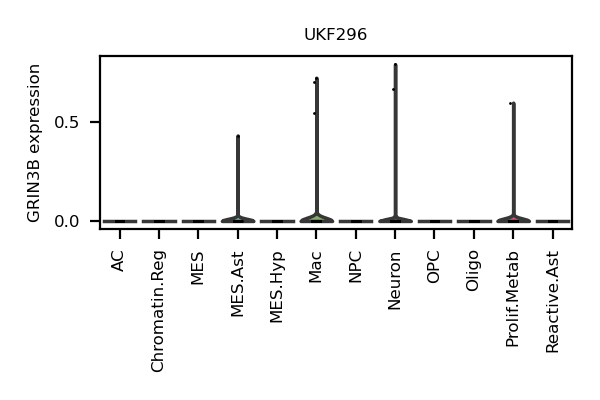 UKF296
GRIN3B expression
0.5
0.0
AC
Chromatin.Reg
MES
MES.Ast
MES.Hyp
Mac
NPC
Neuron
OPC
Oligo
Prolif.Metab
Reactive.Ast